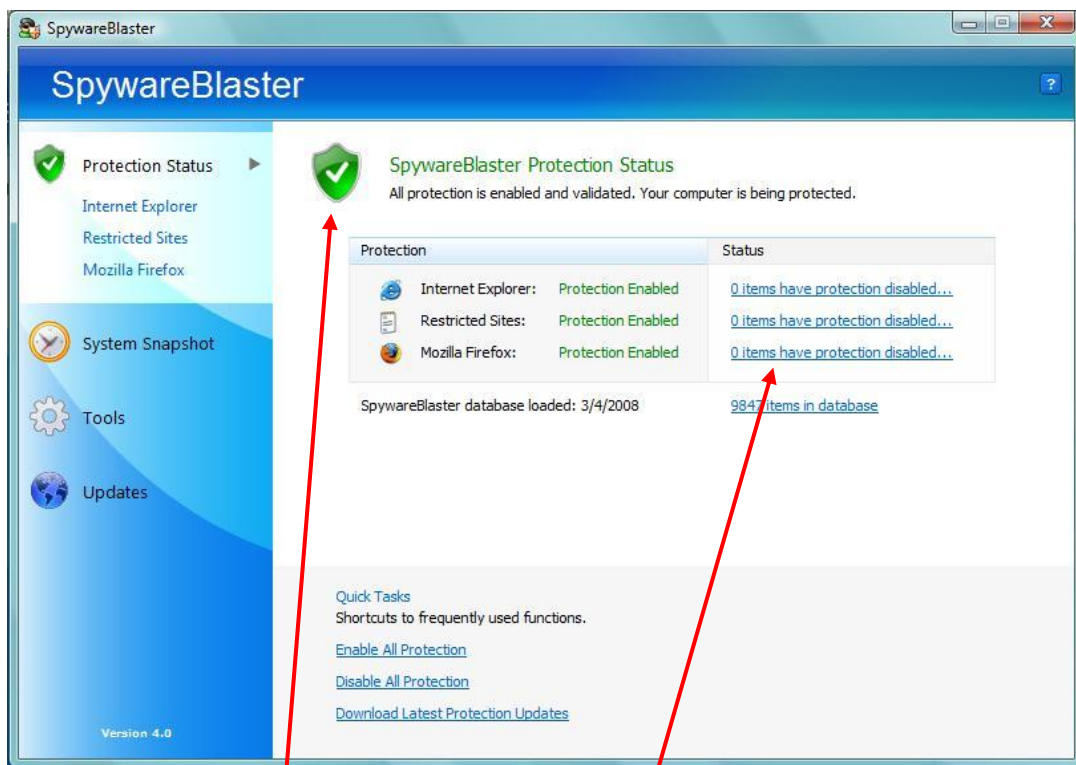 SpywareBlaster
SpywareBlaster
?
Protection Status
Internet Explorer
Restricted Sites
Mozilla Firefox
System Snapshot
Tools
Updates
Version 4.0
SpywareBlaster Protection Status
All protection is enabled and validated. Your computer is being protected.
Protection Status
Internet Explorer: Protection Enabled 0 items have protection disabled...
Restricted Sites: Protection Enabled 0 items have protection disabled...
Mozilla Firefox: Protection Enabled 0 items have protection disabled...
SpywareBlaster database loaded: 3/4/2008 9847 items in database
Quick Tasks
Shortcuts to frequently used functions.
Enable All Protection
Disable All Protection
Download Latest Protection Updates